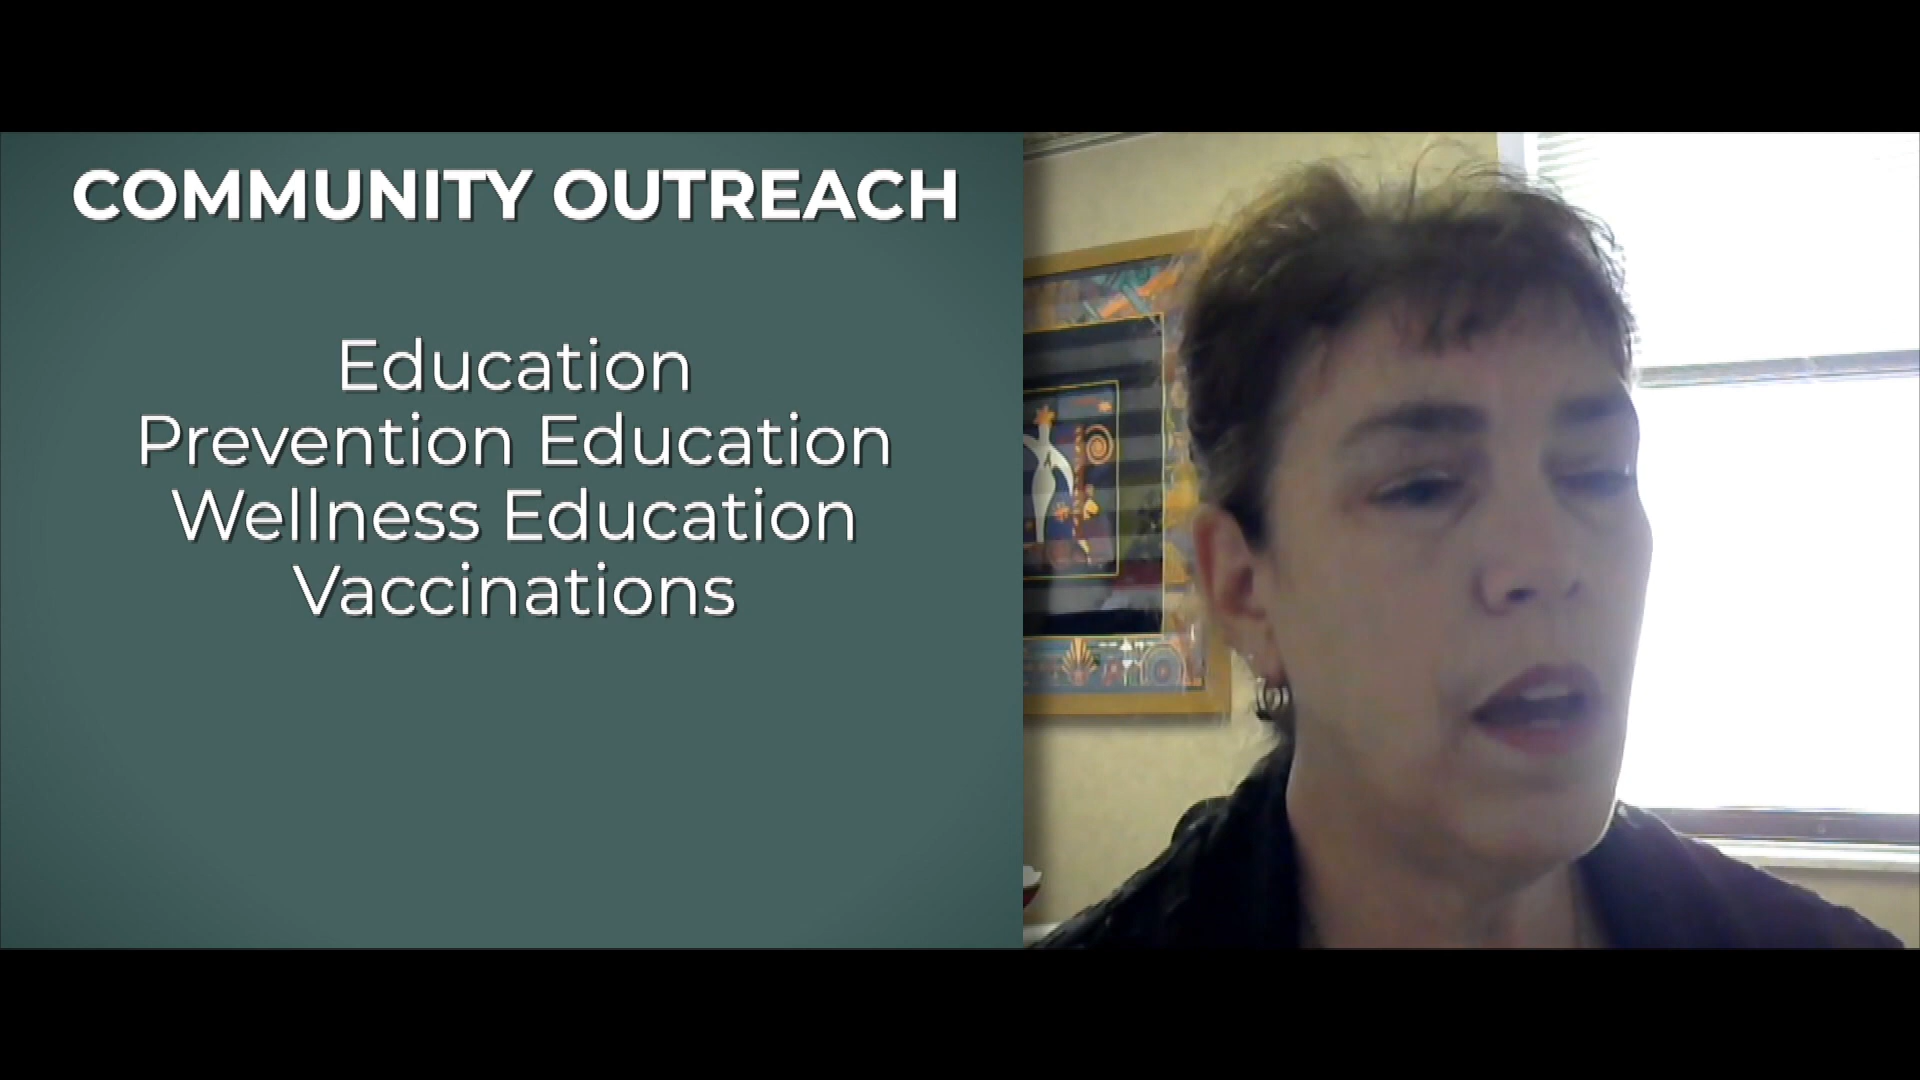 COMMUNITY OUTREACH
Education
Prevention Education
Wellness Education
Vaccinations